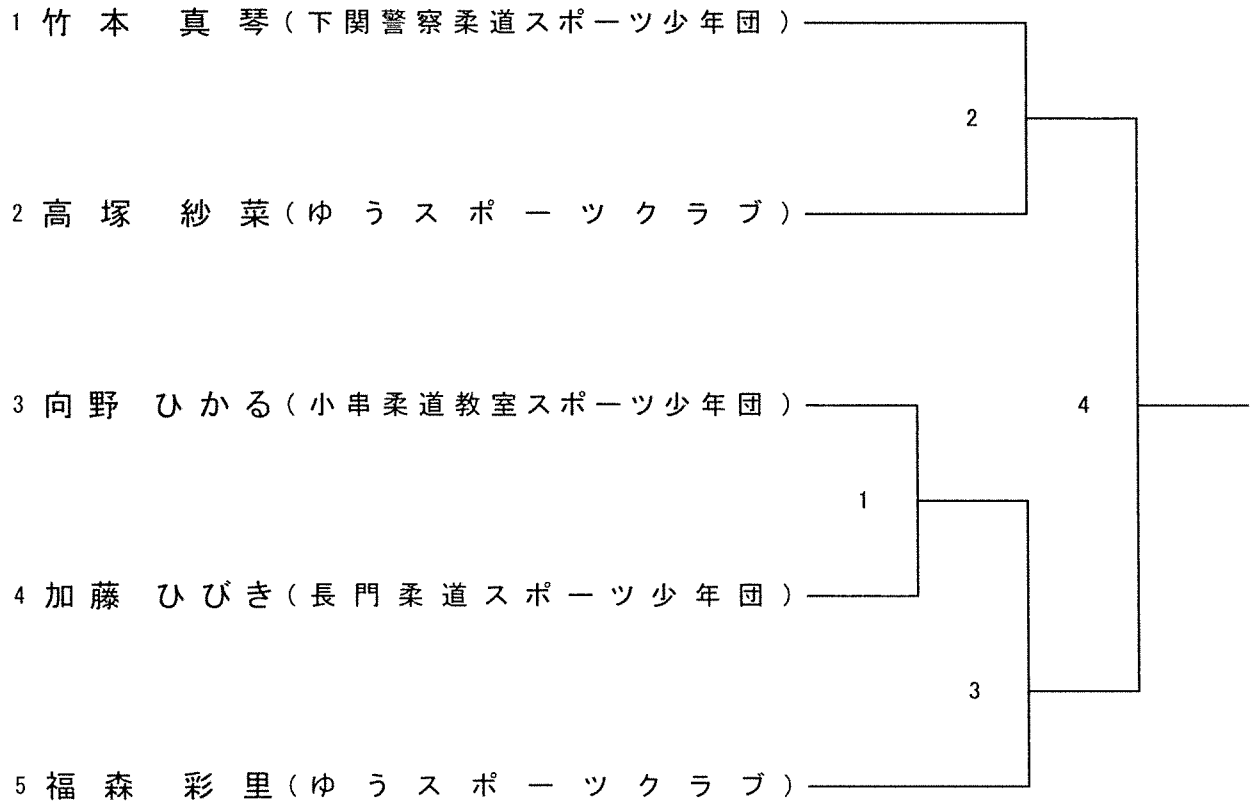 1 竹本 真琴(下関警察柔道スポーツ少年団)
2
2 高塚 紗菜(ゆうスポーツクラブ)
3 向野 ひかる(小串柔道教室スポーツ少年団)
4
1
4 加藤 ひびき(長門柔道スポーツ少年団)
3
5 福森 彩里(ゆうスポーツクラブ)